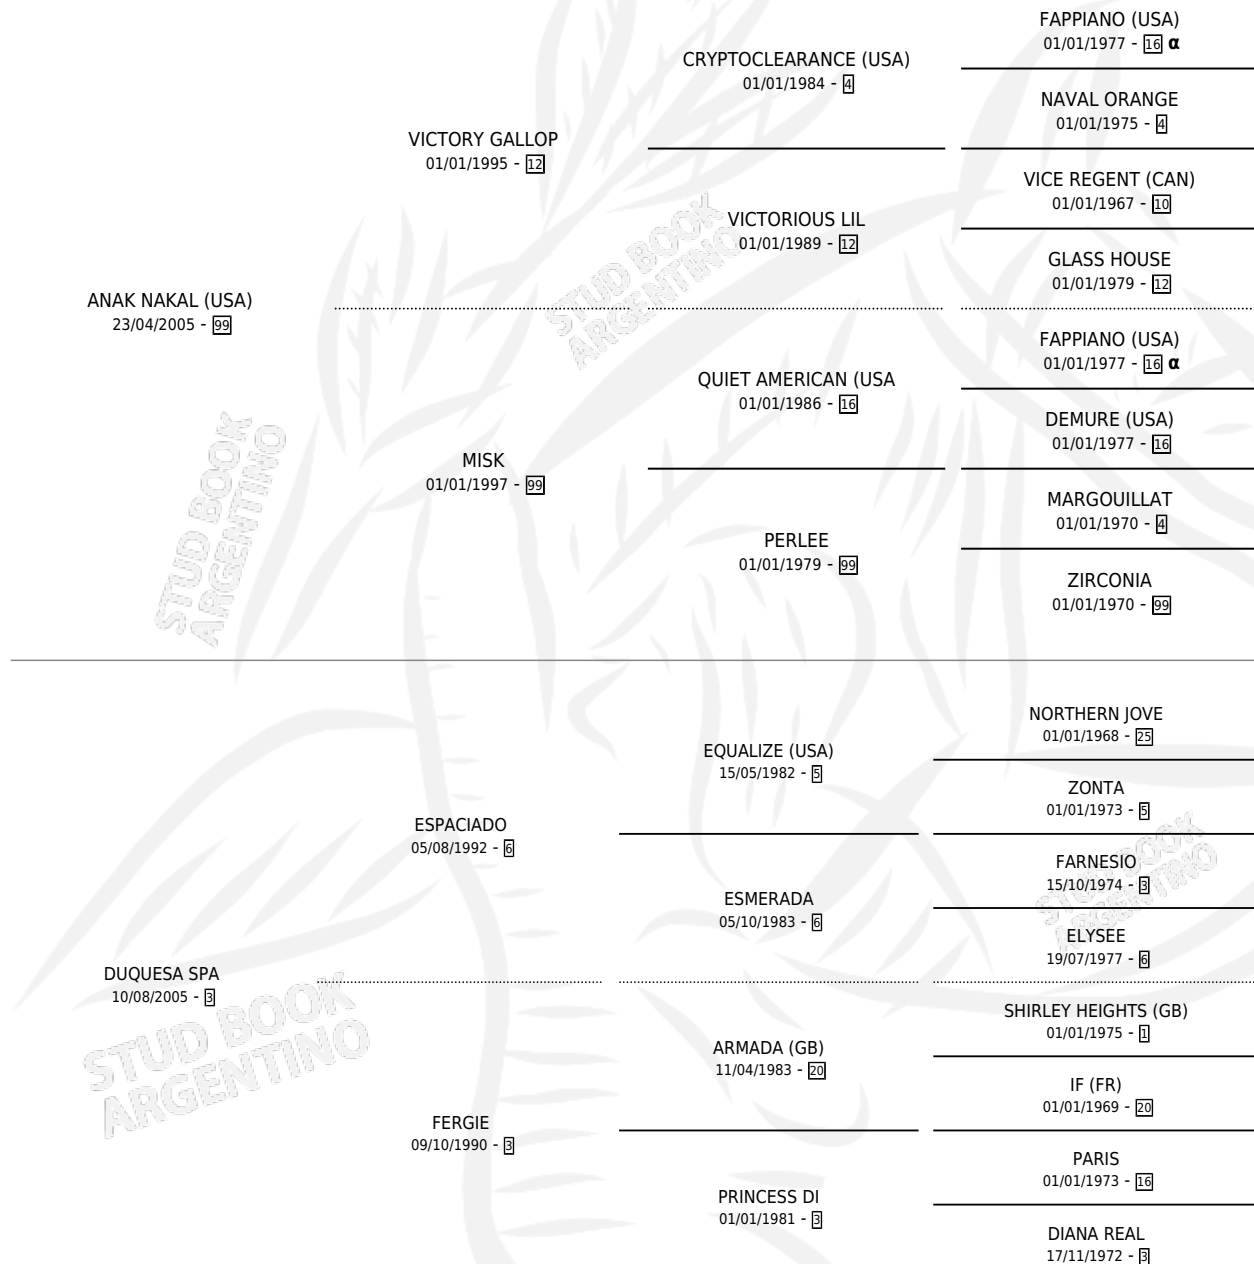 FAPPIANO (USA)
01/01/1977 - 16 α
CRYPTOCLEARANCE (USA)
01/01/1984 - 4
NAVAL ORANGE
01/01/1975 - 4
VICTORY GALLOP
01/01/1995 - 12
VICE REGENT (CAN)
01/01/1967 - 10
VICTORIOUS LIL
01/01/1989 - 12
GLASS HOUSE
01/01/1979 - 12
ANAK NAKAL (USA)
23/04/2005 - 99
FAPPIANO (USA)
01/01/1977 - 16 α
QUIET AMERICAN (USA
01/01/1986 - 16
DEMURE (USA)
01/01/1977 - 16
MISK
01/01/1997 - 99
MARGOUILLAT
01/01/1970 - 4
PERLEE
01/01/1979 - 99
ZIRCONIA
01/01/1970 - 99
NORTHERN JOVE
01/01/1968 - 25
EQUALIZE (USA)
15/05/1982 - 5
ZONTA
01/01/1973 - 5
ESPACIADO
05/08/1992 - 6
FARNESIO
15/10/1974 - 3
ESMERADA
05/10/1983 - 6
ELYSEE
19/07/1977 - 6
DUQUESA SPA
10/08/2005 - 3
SHIRLEY HEIGHTS (GB)
01/01/1975 - 1
ARMADA (GB)
11/04/1983 - 20
IF (FR)
01/01/1969 - 20
FERGIE
09/10/1990 - 3
PARIS
01/01/1973 - 16
PRINCESS DI
01/01/1981 - 3
DIANA REAL
17/11/1972 - 3
STUD BOOK
ARGENTINO
STUD BOOK
ARGENTINO
STUD BOOK
ARGENTINO
STUD BOOK
ARGENTINO